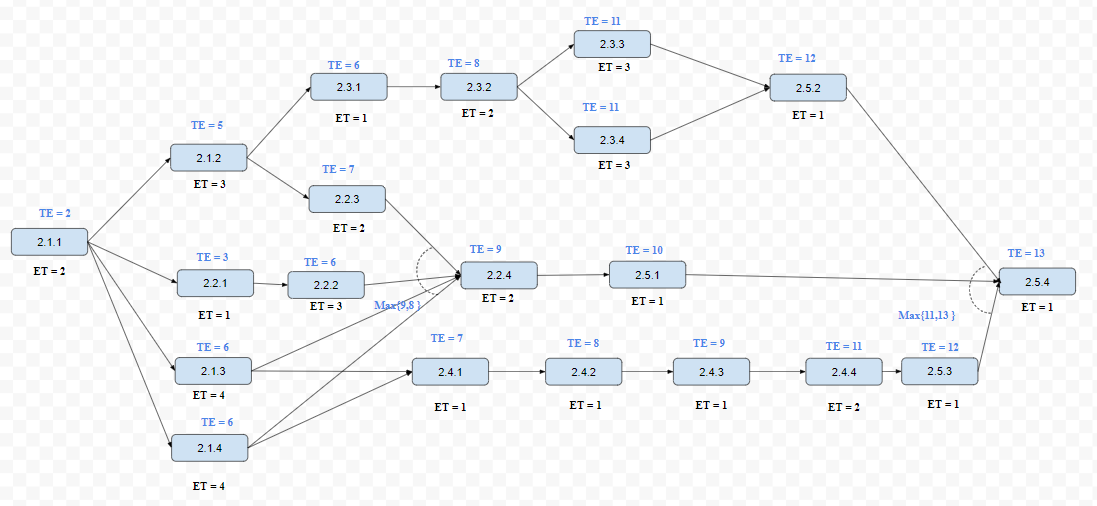 TE = 11
2.3.3
ET = 3
TE = 6
2.3.1
ET = 1
TE = 8
2.3.2
ET = 2
TE = 12
2.5.2
ET = 1
TE = 11
2.3.4
ET = 3
TE = 5
2.1.2
ET = 3
TE = 7
2.2.3
ET = 2
TE = 2
2.1.1
ET = 2
TE = 3
2.2.1
ET = 1
TE = 6
2.2.2
ET = 3
TE = 9
2.2.4
ET = 2
Max{9,8 }
TE = 10
2.5.1
ET = 1
TE = 13
2.5.4
ET = 1
Max{11,13 }
TE = 6
2.1.3
ET = 4
TE = 7
2.4.1
ET = 1
TE = 8
2.4.2
ET = 1
TE = 9
2.4.3
ET = 1
TE = 11
2.4.4
ET = 2
TE = 12
2.5.3
ET = 1
TE = 6
2.1.4
ET = 4